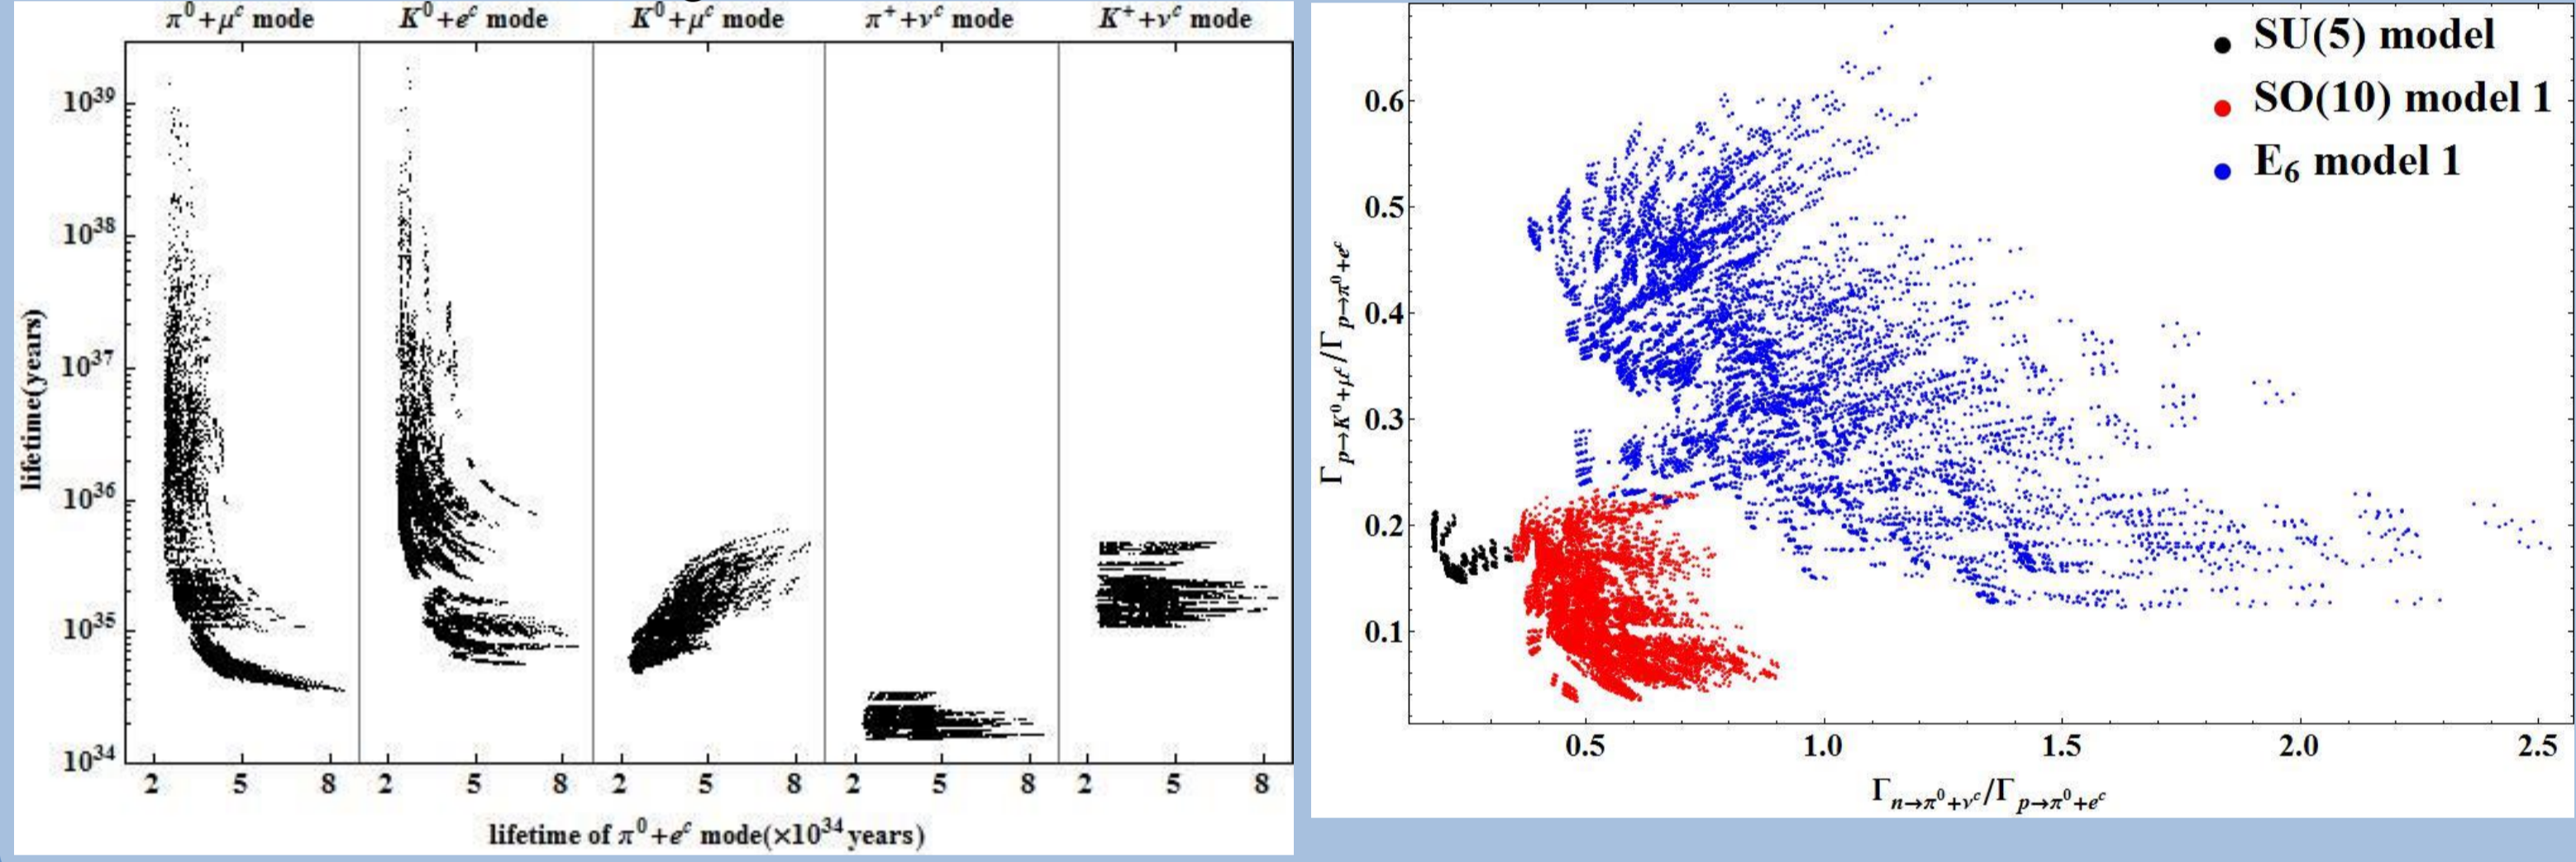 π⁰+μᶜ mode K⁰+eᶜ mode K⁰+μᶜ mode π⁺+νᶜ mode K⁺+νᶜ mode
lifetime(years)
10³⁹
10³⁸
10³⁷
10³⁶
10³⁵
10³⁴
2 5 8 2 5 8 2 5 8 2 5 8 2 5 8
lifetime of π⁰+eᶜ mode(×10³⁴ years)
SU(5) model
SO(10) model 1
E₆ model 1
Γ p→K⁰+μᶜ /Γ p→π⁰+eᶜ
0.6
0.5
0.4
0.3
0.2
0.1
0.5 1.0 1.5 2.0 2.5
Γ n→π⁰+νᶜ /Γ p→π⁰+eᶜ